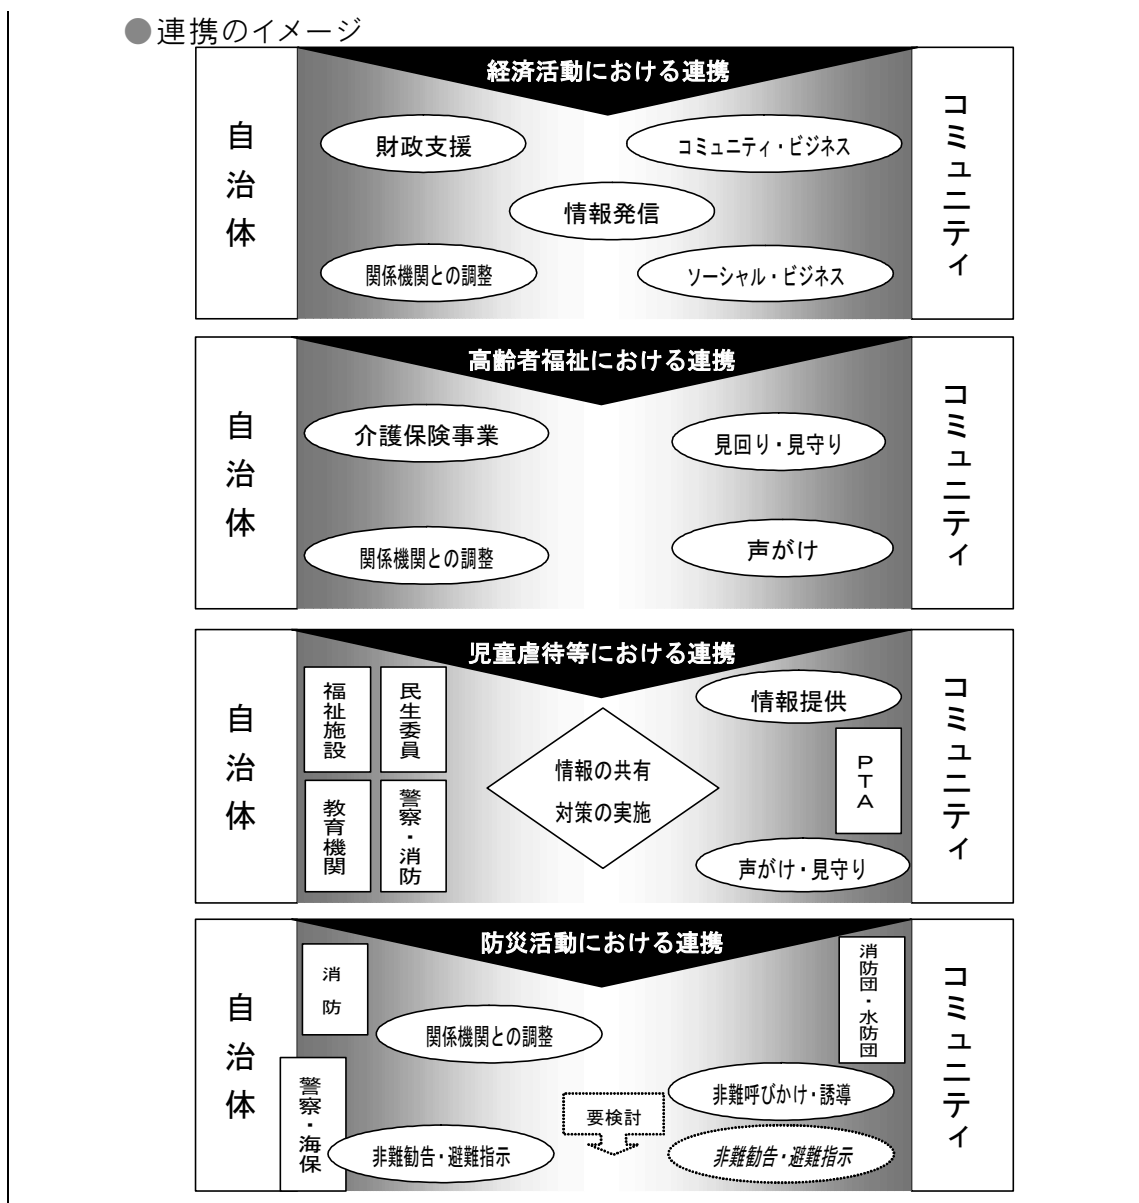 ●連携のイメージ
経済活動における連携
自治体
財政支援
コミュニティ・ビジネス
情報発信
関係機関との調整
ソーシャル・ビジネス
コミュニティ
高齢者福祉における連携
自治体
介護保険事業
見回り・見守り
関係機関との調整
声がけ
コミュニティ
児童虐待等における連携
自治体
福祉施設
民生委員
教育機関
警察・消防
情報の共有
対策の実施
情報提供
PTA
声がけ・見守り
コミュニティ
防災活動における連携
自治体
消防
警察・海保
関係機関との調整
非難勧告・避難指示
要検討
消防団・水防団
非難呼びかけ・誘導
非難勧告・避難指示
コミュニティ